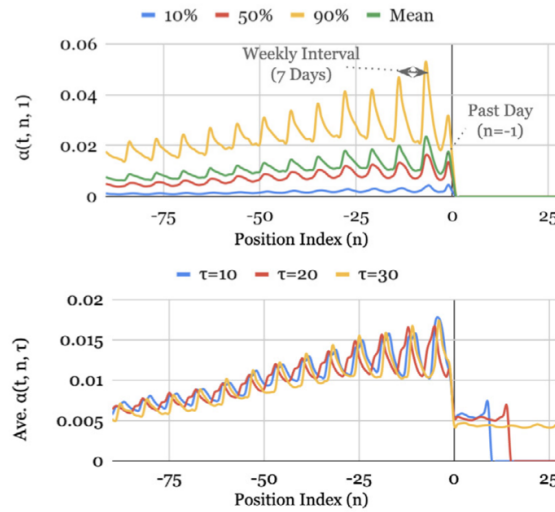 10% 50% 90% Mean
0.06
Weekly Interval
(7 Days)
0.04
Past Day
(n=-1)
0.02
0
α(t, n, 1)
-75 -50 -25 0 25
Position Index (n)
τ=10 τ=20 τ=30
0.02
0.015
0.01
0.005
0
Ave. α(t, n, τ)
-75 -50 -25 0 25
Position Index (n)